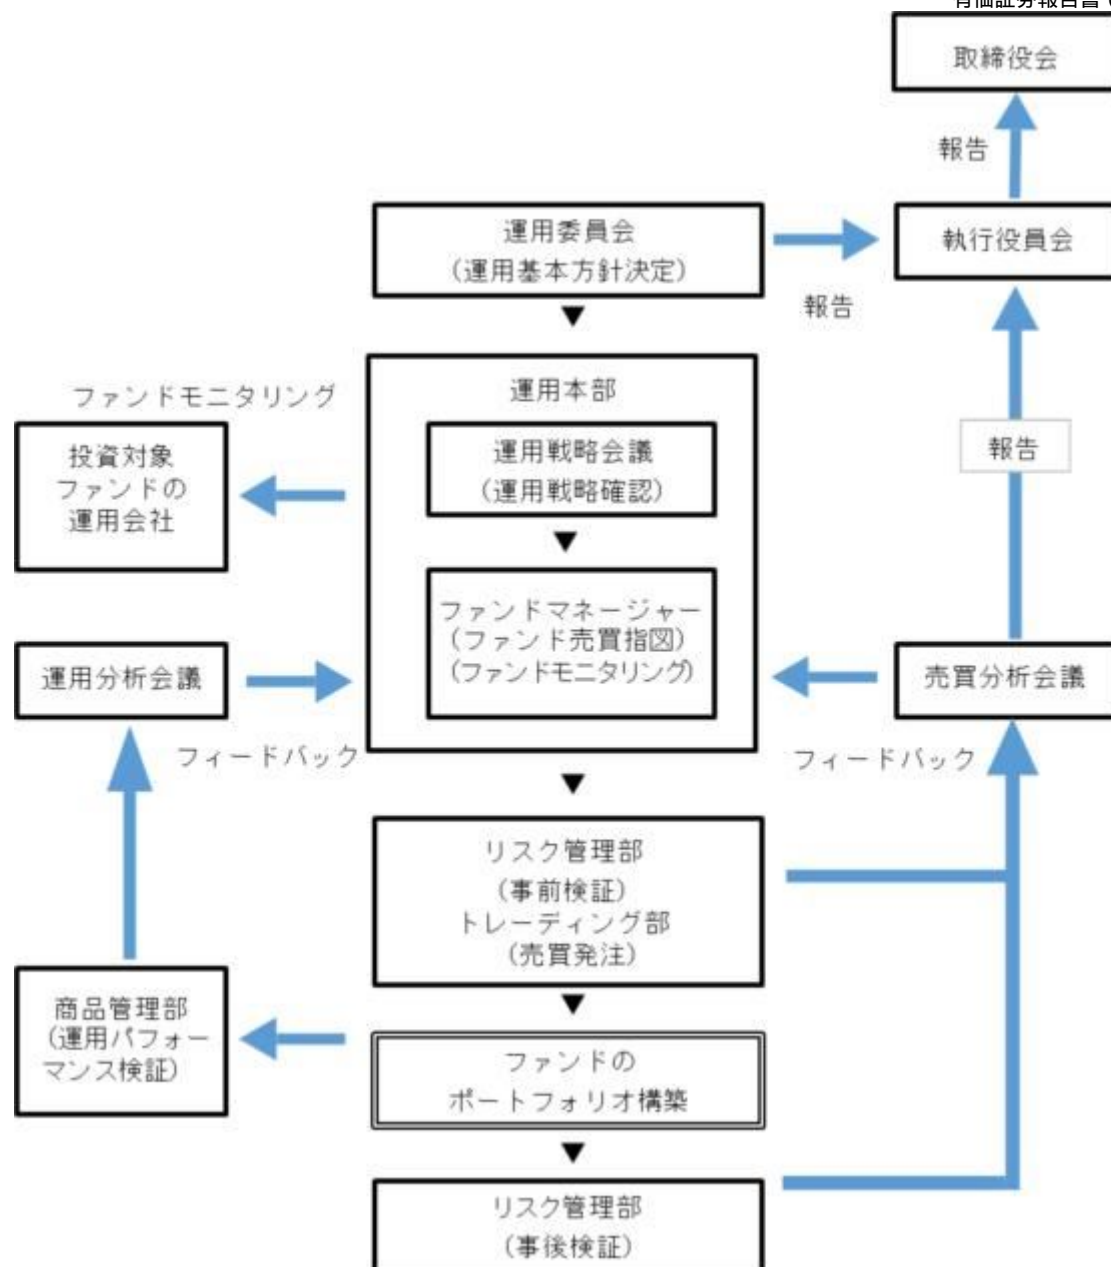 有価証券報告書(
取締役会
報告
運用委員会
(運用基本方針決定)
執行役員会
報告
運用本部
ファンドモニタリング
投資対象
ファンドの
運用会社
運用戦略会議
(運用戦略確認)
報告
ファンドマネージャー
(ファンド売買指図)
(ファンドモニタリング)
運用分析会議
売買分析会議
フィードバック
フィードバック
リスク管理部
(事前検証)
トレーディング部
(売買発注)
商品管理部
(運用パフォー
マンス検証)
ファンドの
ポートフォリオ構築
リスク管理部
(事後検証)